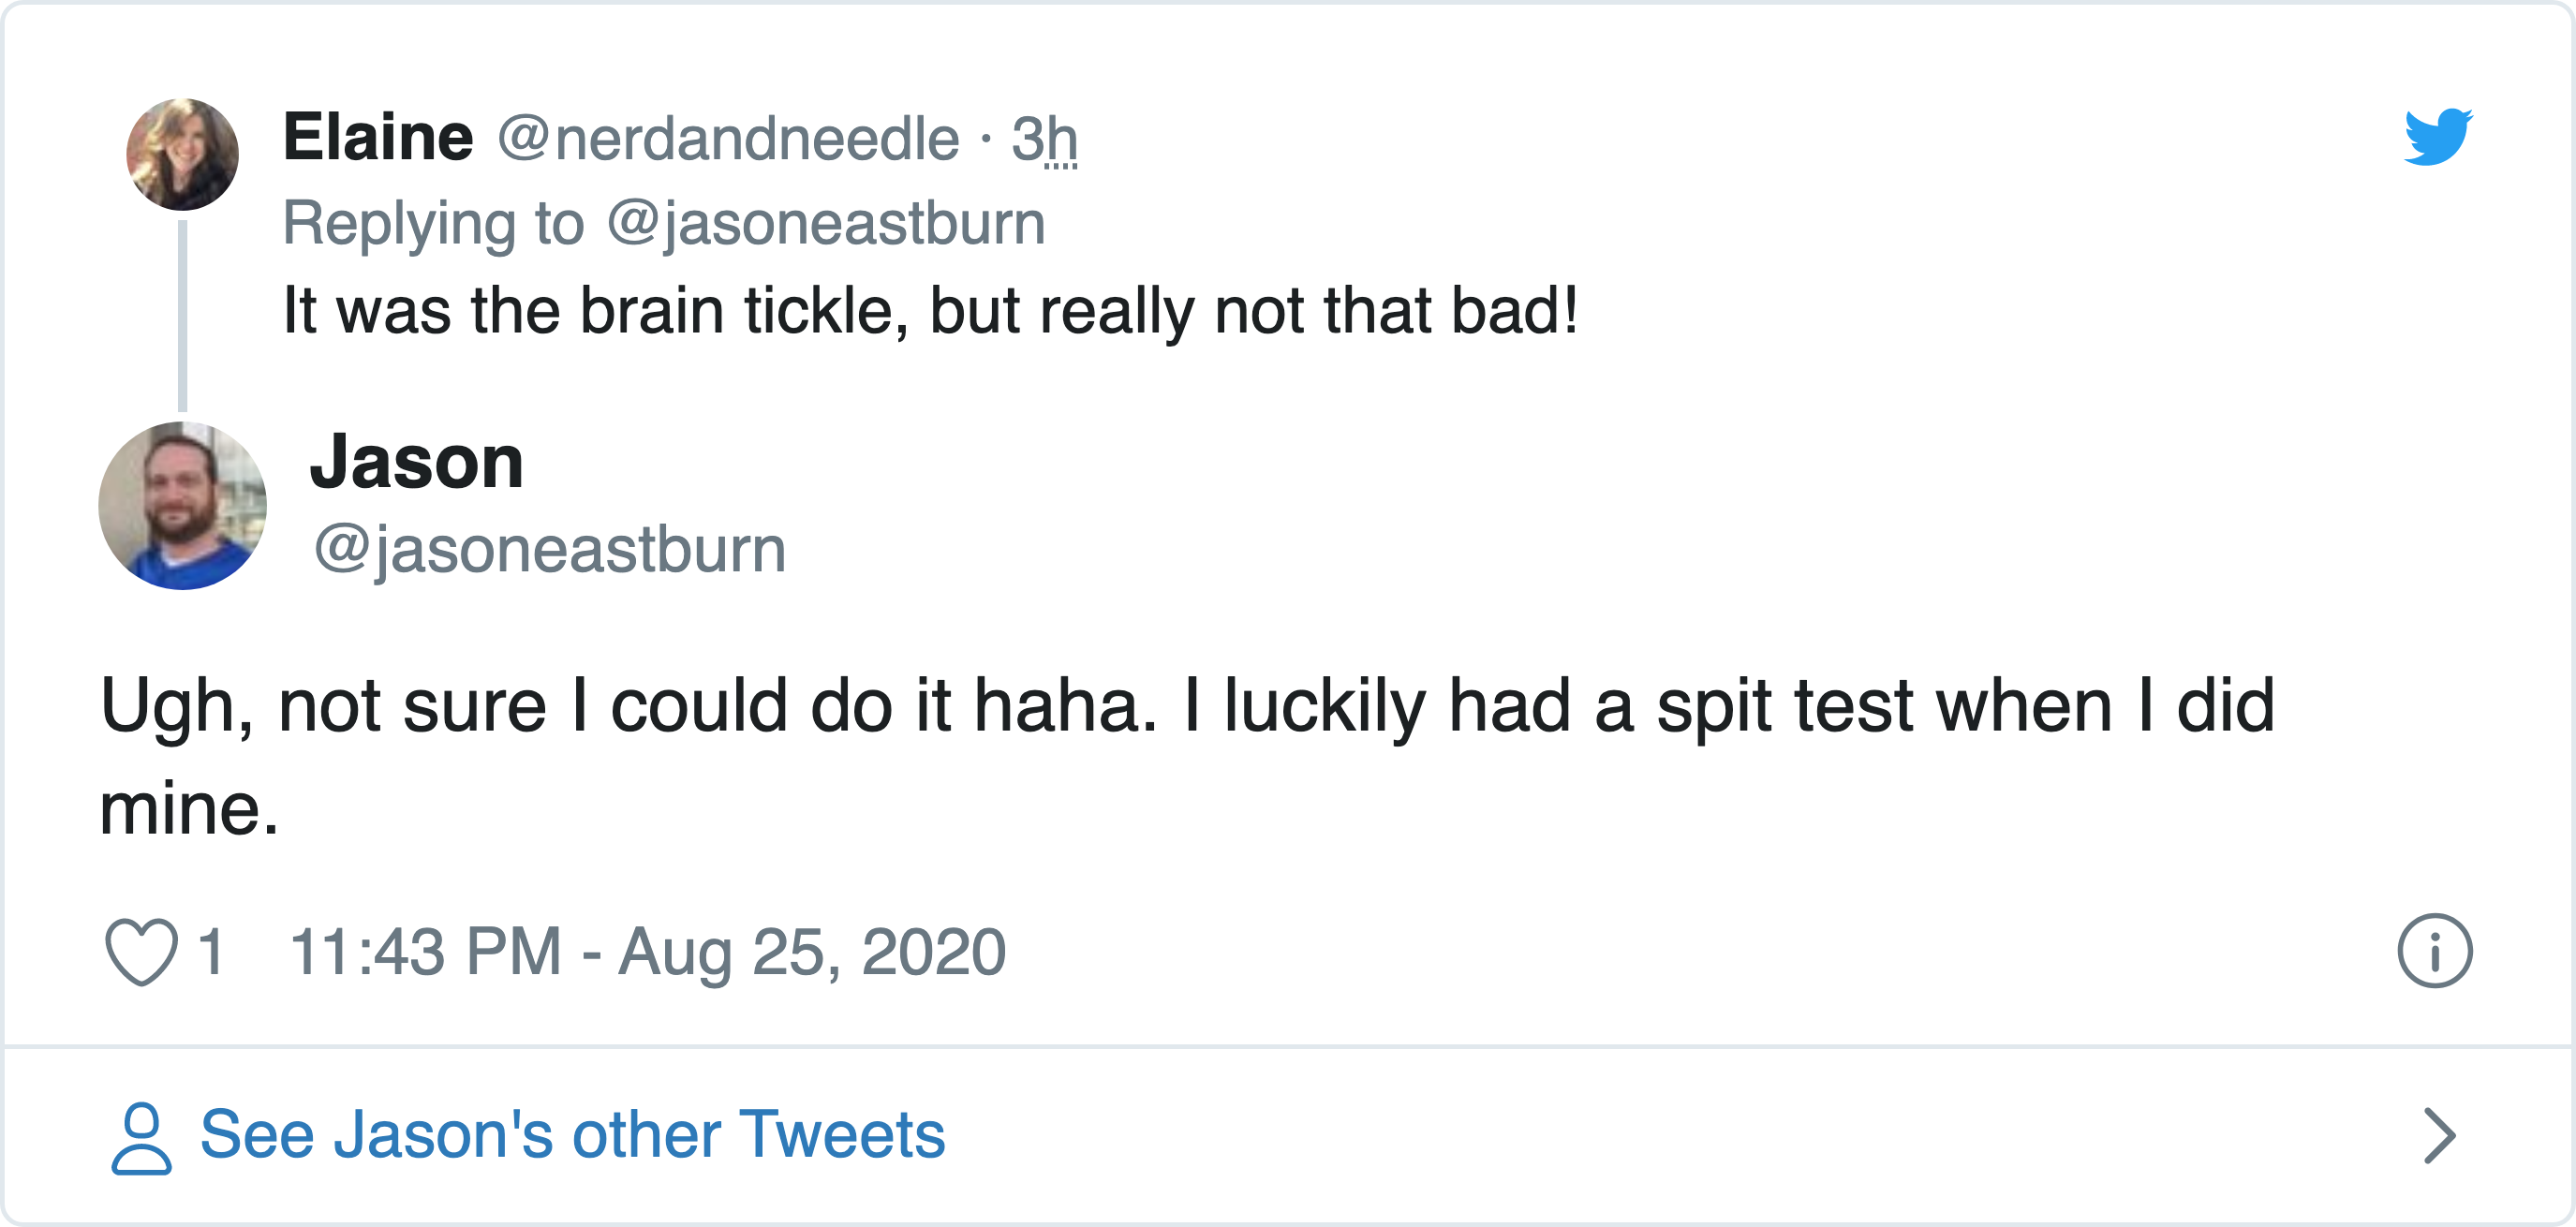 Elaine @nerdandneedle · 3h
Replying to @jasoneastburn
It was the brain tickle, but really not that bad!
Jason
@jasoneastburn
Ugh, not sure I could do it haha. I luckily had a spit test when I did
mine.
1 11:43 PM - Aug 25, 2020
See Jason's other Tweets